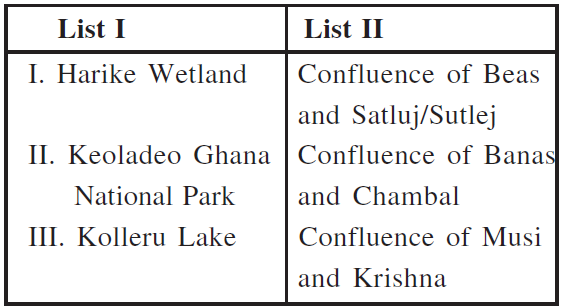 List I List II
I. Harike Wetland Confluence of Beas
and Satluj/Sutlej
II. Keoladeo Ghana Confluence of Banas
National Park and Chambal
III. Kolleru Lake Confluence of Musi
and Krishna